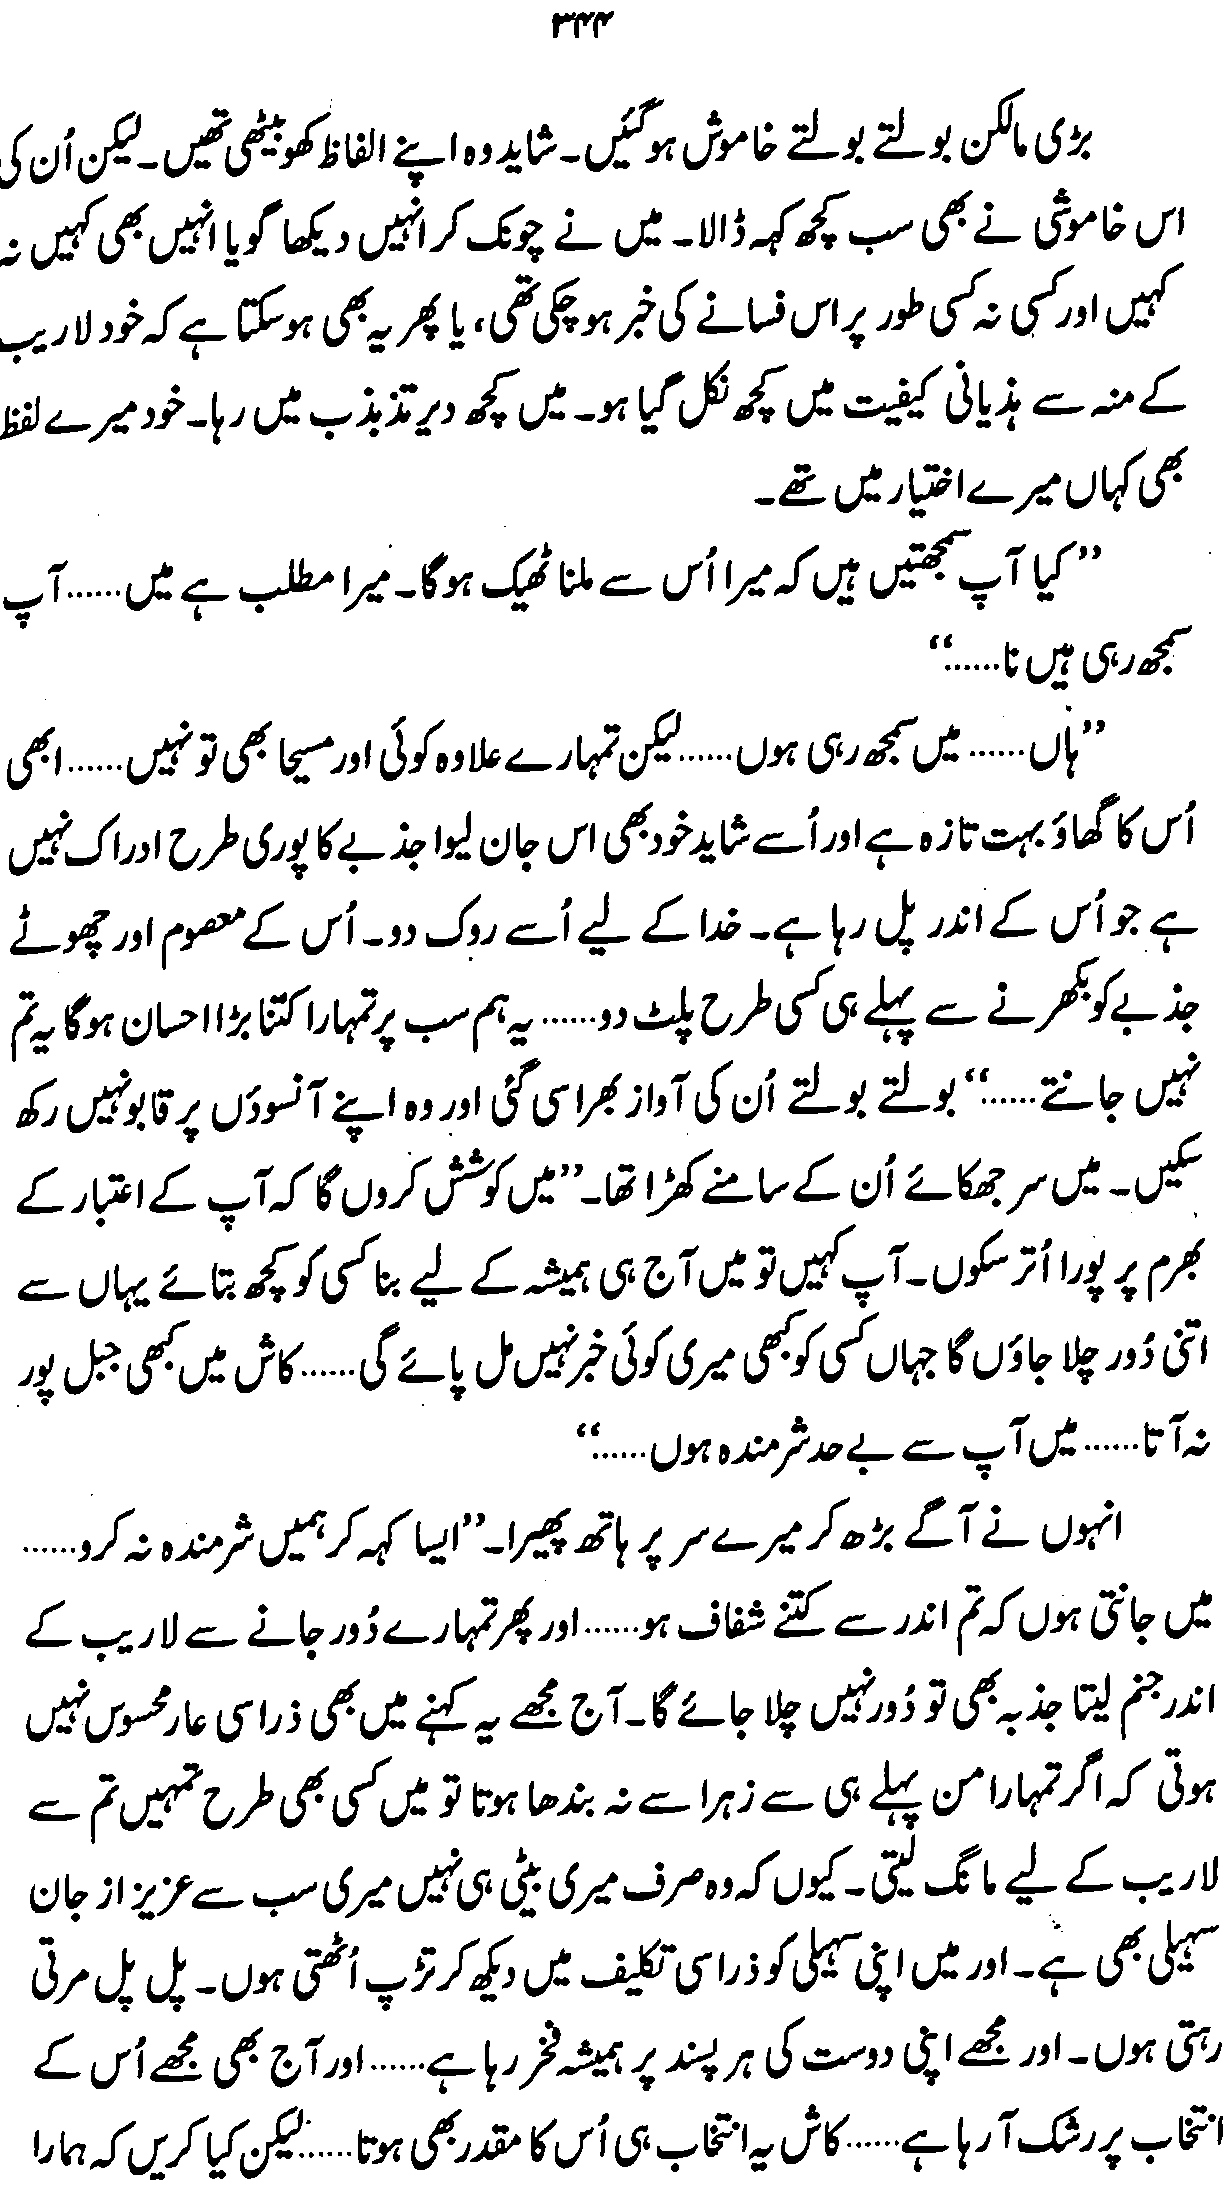 ۳۴۴
بڑی مالکن بولتے بولتے خاموش ہوگئیں۔ شاید وہ اپنے الفاظ کھو بیٹھی تھیں۔ لیکن اُن کی
اس خاموشی نے بھی سب کچھ کہہ ڈالا۔ میں نے چونک کر انہیں دیکھا گویا انہیں بھی کہیں نہ
کہیں اور کسی نہ کسی طور پر اس فسانے کی خبر ہو چکی تھی، یا پھر یہ بھی ہو سکتا ہے کہ خود لاریب
کے منہ سے ہذیانی کیفیت میں کچھ نکل گیا ہو۔ میں کچھ دیر تذبذب میں رہا۔ خود میرے لفظ
بھی کہاں میرے اختیار میں تھے۔
”کیا آپ سمجھتیں ہیں کہ میرا اُس سے ملنا ٹھیک ہوگا۔ میرا مطلب ہے میں...... آپ
سمجھ رہی ہیں نا......“
”ہاں...... میں سمجھ رہی ہوں...... لیکن تمہارے علاوہ کوئی اور مسیحا بھی تو نہیں...... ابھی
اُس کا گھاؤ بہت تازہ ہے اور اُسے شاید خود بھی اس جان لیوا جذبے کا پوری طرح ادراک نہیں
ہے جو اُس کے اندر پل رہا ہے۔ خدا کے لیے اُسے روک دو۔ اُس کے معصوم اور چھوٹے
جذبے کو بکھرنے سے پہلے ہی کسی طرح پلٹ دو...... یہ ہم سب پر تمہارا کتنا بڑا احسان ہوگا یہ تم
نہیں جانتے......“ بولتے بولتے اُن کی آواز بھرا سی گئی اور وہ اپنے آنسوؤں پر قابو نہیں رکھ
سکیں۔ میں سر جھکائے اُن کے سامنے کھڑا تھا۔ ”میں کوشش کروں گا کہ آپ کے اعتبار کے
بھرم پر پورا اُتر سکوں۔ آپ کہیں تو میں آج ہی ہمیشہ کے لیے بنا کسی کو کچھ بتائے یہاں سے
اتنی دُور چلا جاؤں گا جہاں کسی کو کبھی میری کوئی خبر نہیں مل پائے گی...... کاش میں کبھی جبل پور
نہ آتا...... میں آپ سے بے حد شرمندہ ہوں......“
انہوں نے آگے بڑھ کر میرے سر پر ہاتھ پھیرا۔ ”ایسا کہہ کر ہمیں شرمندہ نہ کرو......
میں جانتی ہوں کہ تم اندر سے کتنے شفاف ہو...... اور پھر تمہارے دُور جانے سے لاریب کے
اندر جنم لیتا جذبہ بھی تو دُور نہیں چلا جائے گا۔ آج مجھے یہ کہنے میں بھی ذرا سی عار محسوس نہیں
ہوتی کہ اگر تمہارا من پہلے ہی سے زہرا سے نہ بندھا ہوتا تو میں کسی بھی طرح تمہیں تم سے
لاریب کے لیے مانگ لیتی۔ کیوں کہ وہ صرف میری بیٹی ہی نہیں میری سب سے عزیز از جان
سہیلی بھی ہے۔ اور میں اپنی سہیلی کو ذرا سی تکلیف میں دیکھ کر تڑپ اُٹھتی ہوں۔ پل پل مرتی
رہتی ہوں۔ اور مجھے اپنی دوست کی ہر پسند پر ہمیشہ فخر رہا ہے...... اور آج بھی مجھے اُس کے
انتخاب پر رشک آ رہا ہے...... کاش یہ انتخاب ہی اُس کا مقدر بھی ہوتا...... لیکن کیا کریں کہ ہمارا